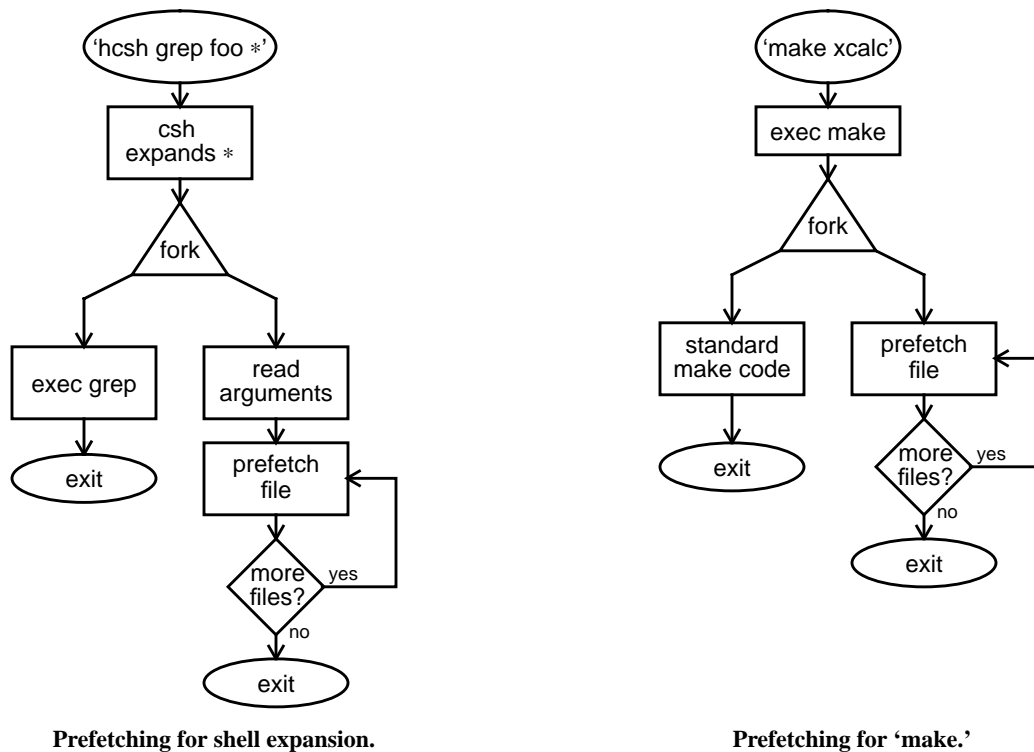 ‘hcsh grep foo *’
csh
expands *
fork
exec grep
exit
read
arguments
prefetch
file
more
files?
yes
no
exit
Prefetching for shell expansion.
‘make xcalc’
exec make
fork
standard
make code
exit
prefetch
file
more
files?
yes
no
exit
Prefetching for ‘make.’